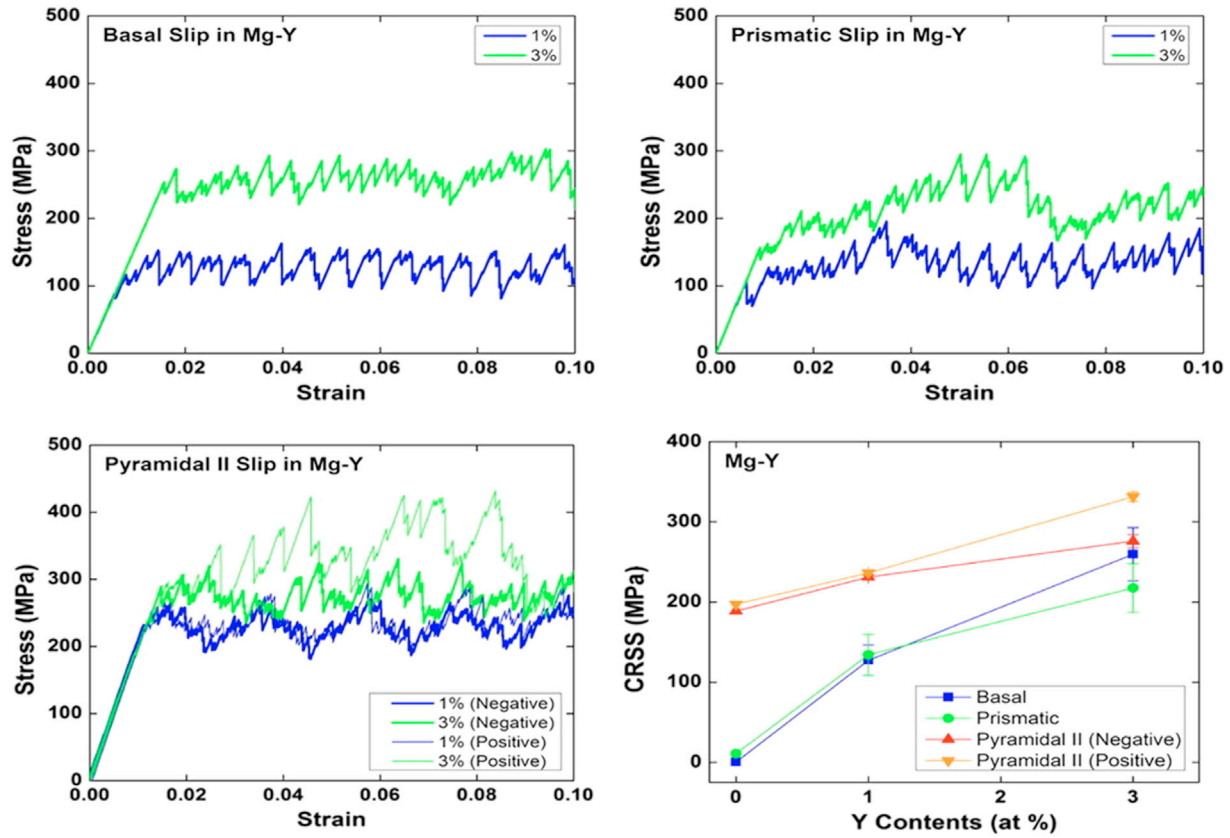 Basal Slip in Mg-Y
1%
3%
500
400
300
200
100
0
Stress (MPa)
0.00 0.02 0.04 0.06 0.08 0.10
Strain
Prismatic Slip in Mg-Y
1%
3%
500
400
300
200
100
0
Stress (MPa)
0.00 0.02 0.04 0.06 0.08 0.10
Strain
Pyramidal II Slip in Mg-Y
500
400
300
200
100
0
Stress (MPa)
1% (Negative)
3% (Negative)
1% (Positive)
3% (Positive)
0.00 0.02 0.04 0.06 0.08 0.10
Strain
Mg-Y
400
300
200
100
0
CRSS (MPa)
Basal
Prismatic
Pyramidal II (Negative)
Pyramidal II (Positive)
0 1 2 3
Y Contents (at %)